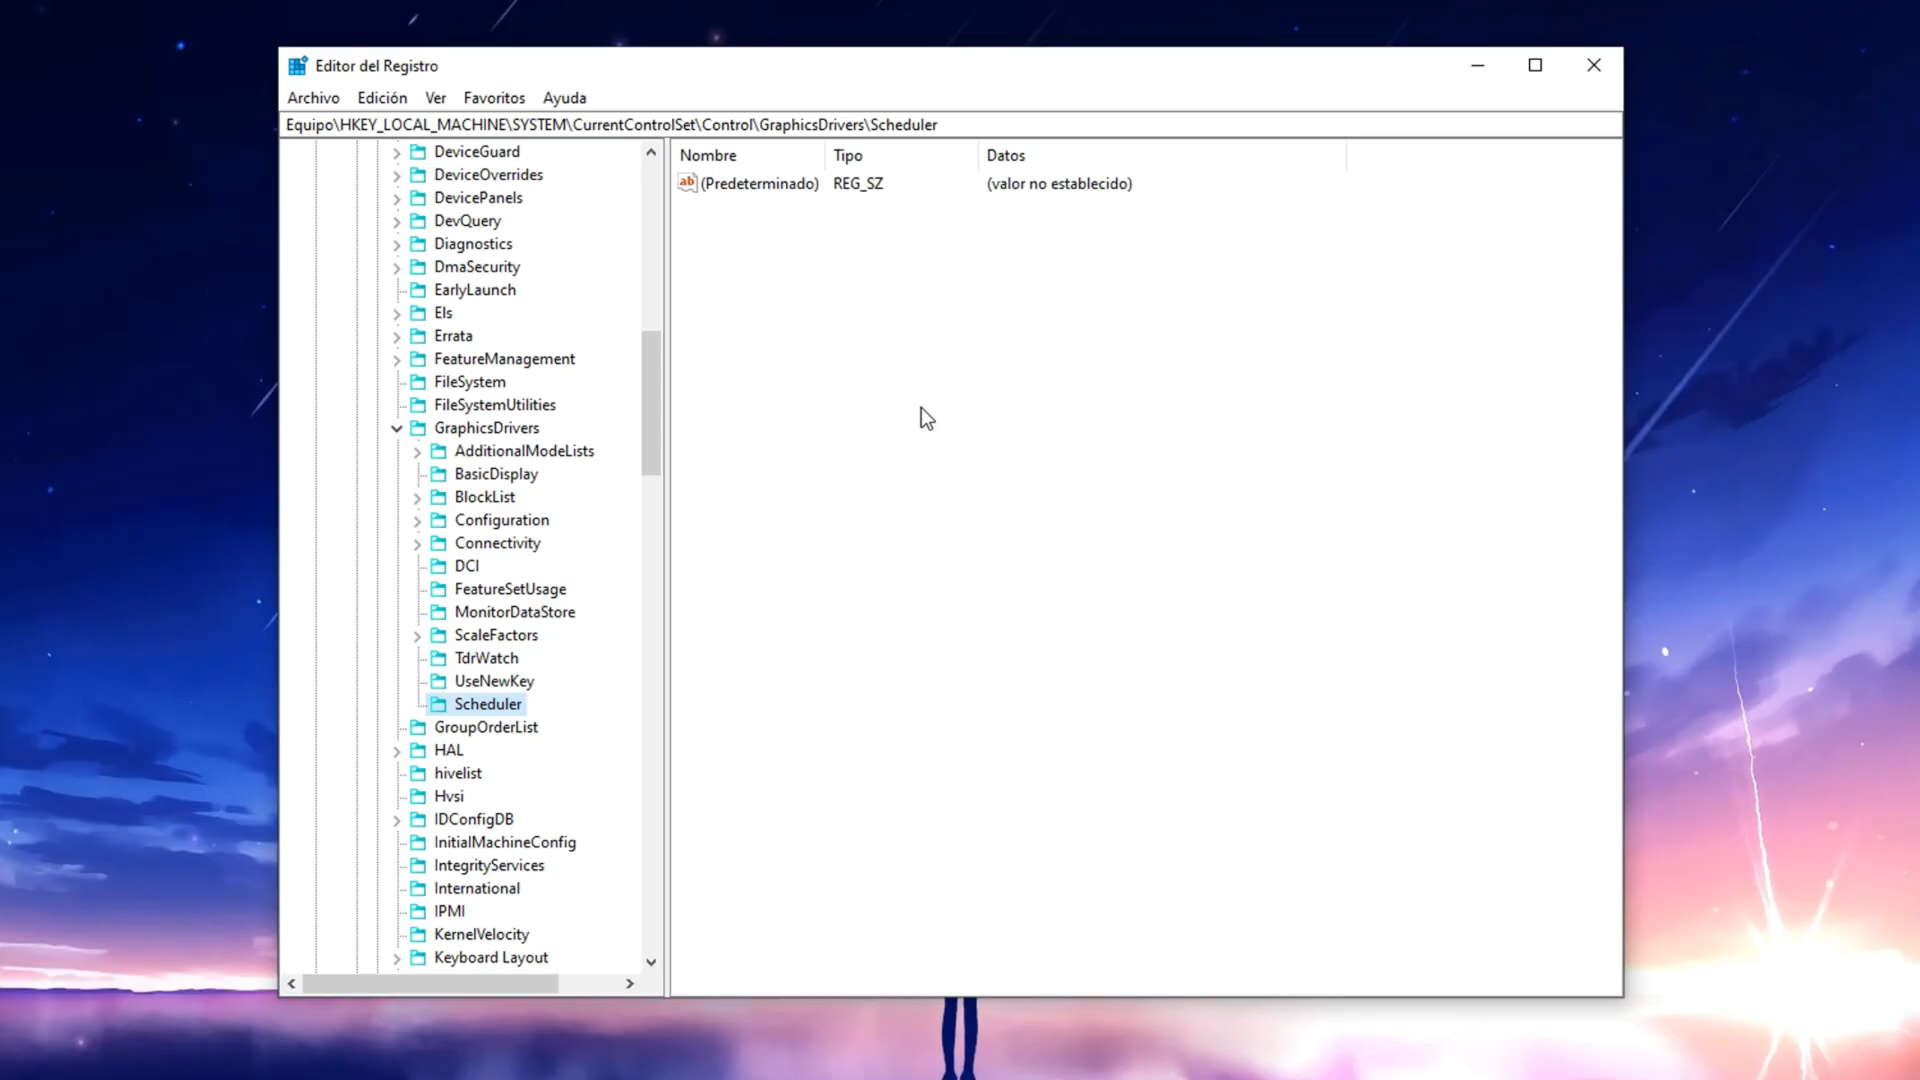 Editor del Registro
Archivo Edición Ver Favoritos Ayuda
Equipo\HKEY_LOCAL_MACHINE\SYSTEM\CurrentControlSet\Control\GraphicsDrivers\Scheduler
DeviceGuard
DeviceOverrides
DevicePanels
DevQuery
Diagnostics
DmaSecurity
EarlyLaunch
Els
Errata
FeatureManagement
FileSystem
FileSystemUtilities
GraphicsDrivers
AdditionalModeLists
BasicDisplay
BlockList
Configuration
Connectivity
DCI
FeatureSetUsage
MonitorDataStore
ScaleFactors
TdrWatch
UseNewKey
Scheduler
GroupOrderList
HAL
hivelist
Hvsi
IDConfigDB
InitialMachineConfig
IntegrityServices
International
IPMI
KernelVelocity
Keyboard Layout
Nombre Tipo Datos
ab (Predeterminado) REG_SZ (valor no establecido)